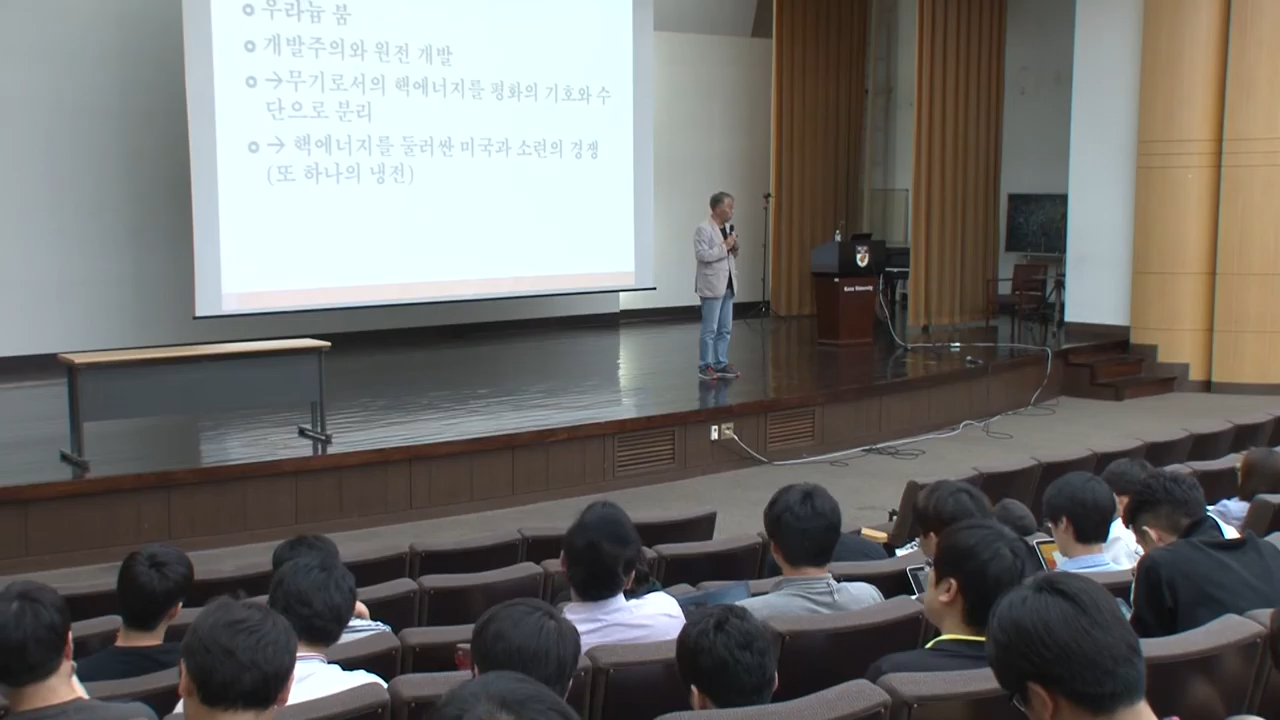 우라늄 붐
개발주의와 원전 개발
→무기로서의 핵에너지를 평화의 기호와 수
단으로 분리
→ 핵에너지를 둘러싼 미국과 소련의 경쟁
(또 하나의 냉전)
Korea University